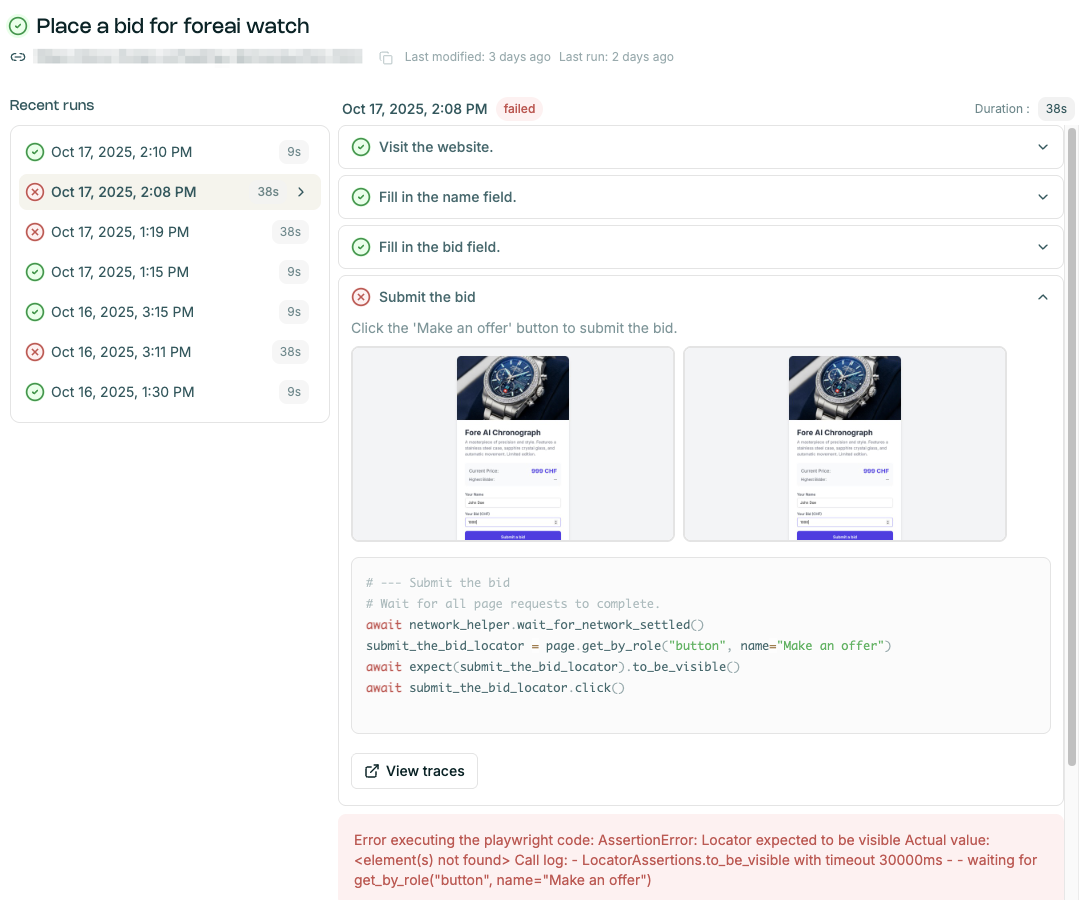 Place a bid for foreai watch
Last modified: 3 days ago Last run: 2 days ago
Recent runs
Oct 17, 2025, 2:10 PM 9s
Oct 17, 2025, 2:08 PM 38s
Oct 17, 2025, 1:19 PM 38s
Oct 17, 2025, 1:15 PM 9s
Oct 16, 2025, 3:15 PM 9s
Oct 16, 2025, 3:11 PM 38s
Oct 16, 2025, 1:30 PM 9s
Oct 17, 2025, 2:08 PM failed Duration : 38s
Visit the website.
Fill in the name field.
Fill in the bid field.
Submit the bid
Click the 'Make an offer' button to submit the bid.
Fore AI Chronograph
A masterpiece of precision and style. Features a
stainless steel case, sapphire crystal glass, and
automatic movement. Limited edition.
Current Price: 999 CHF
Highest Bidder: --
Your Name
John Doe
Your Bid (CHF)
Submit a bid
Fore AI Chronograph
A masterpiece of precision and style. Features a
stainless steel case, sapphire crystal glass, and
automatic movement. Limited edition.
Current Price: 999 CHF
Highest Bidder: --
Your Name
John Doe
Your Bid (CHF)
Submit a bid
# --- Submit the bid
# Wait for all page requests to complete.
await network_helper.wait_for_network_settled()
submit_the_bid_locator = page.get_by_role("button", name="Make an offer")
await expect(submit_the_bid_locator).to_be_visible()
await submit_the_bid_locator.click()
View traces
Error executing the playwright code: AssertionError: Locator expected to be visible Actual value:
<element(s) not found> Call log: - LocatorAssertions.to_be_visible with timeout 30000ms - - waiting for
get_by_role("button", name="Make an offer")